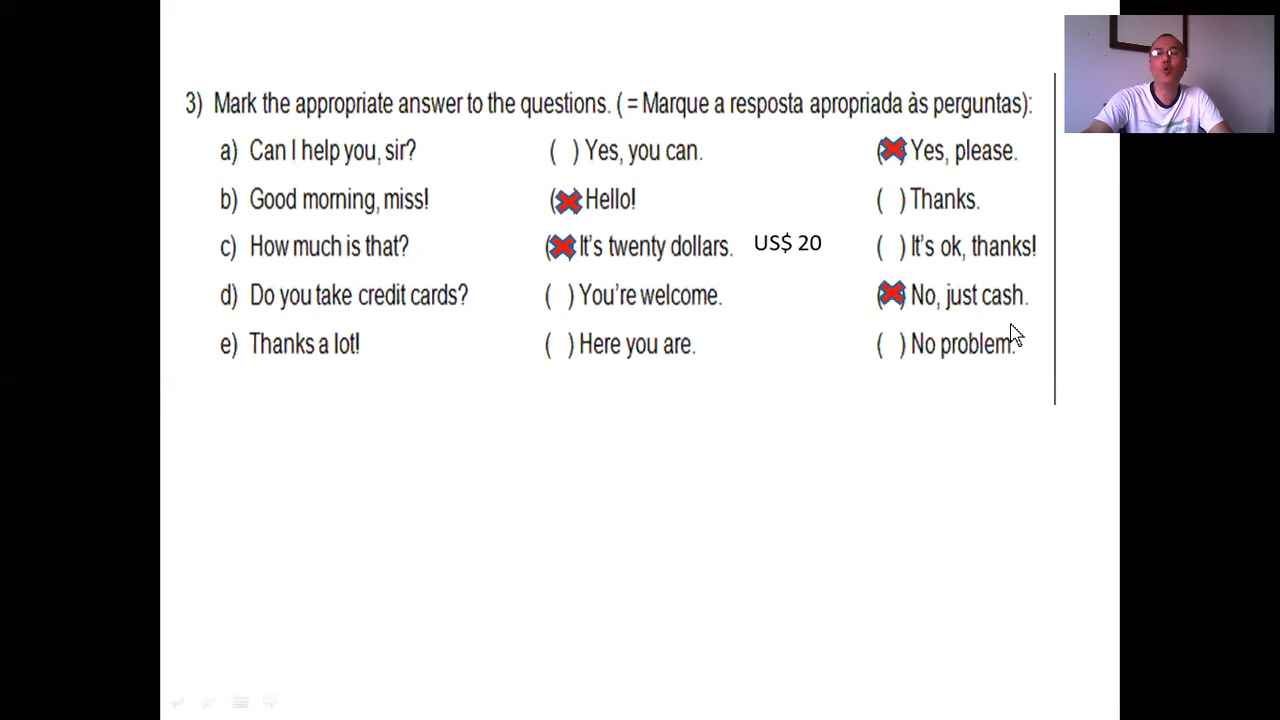 3) Mark the appropriate answer to the questions. ( = Marque a resposta apropriada às perguntas):
a) Can I help you, sir? ( ) Yes, you can. ( ) Yes, please.
b) Good morning, miss! ( ) Hello! ( ) Thanks.
c) How much is that? ( ) It's twenty dollars. US$ 20 ( ) It's ok, thanks!
d) Do you take credit cards? ( ) You're welcome. ( ) No, just cash.
e) Thanks a lot! ( ) Here you are. ( ) No problem.